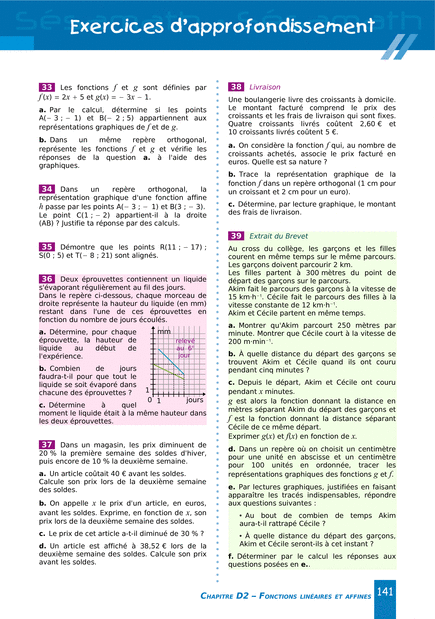 Exercices d'approfondissement
33 Les fonctions f et g sont définies par
f(x) = 2x + 5 et g(x) = − 3x − 1.
a. Par le calcul, détermine si les points
A(− 3 ; − 1) et B(− 2 ; 5) appartiennent aux
représentations graphiques de f et de g.
b. Dans un même repère orthogonal,
représente les fonctions f et g et vérifie les
réponses de la question a. à l'aide des
graphiques.
34 Dans un repère orthogonal, la
représentation graphique d'une fonction affine
h passe par les points A(− 3 ; − 1) et B(3 ; − 3).
Le point C(1 ; − 2) appartient-il à la droite
(AB) ? Justifie ta réponse par des calculs.
35 Démontre que les points R(11 ; − 17) ;
S(0 ; 5) et T(− 8 ; 21) sont alignés.
36 Deux éprouvettes contiennent un liquide
s'évaporant régulièrement au fil des jours.
Dans le repère ci-dessous, chaque morceau de
droite représente la hauteur du liquide (en mm)
restant dans l'une de ces éprouvettes en
fonction du nombre de jours écoulés.
a. Détermine, pour chaque
éprouvette, la hauteur de
liquide au début de
l'expérience.
b. Combien de jours
faudra-t-il pour que tout le
liquide se soit évaporé dans
chacune des éprouvettes ?
c. Détermine à quel
moment le liquide était à la même hauteur dans
les deux éprouvettes.
mm
relevé
au 6e
jour
1
0 1 jours
37 Dans un magasin, les prix diminuent de
20 % la première semaine des soldes d'hiver,
puis encore de 10 % la deuxième semaine.
a. Un article coûtait 40 € avant les soldes.
Calcule son prix lors de la deuxième semaine
des soldes.
b. On appelle x le prix d'un article, en euros,
avant les soldes. Exprime, en fonction de x, son
prix lors de la deuxième semaine des soldes.
c. Le prix de cet article a-t-il diminué de 30 % ?
d. Un article est affiché à 38,52 € lors de la
deuxième semaine des soldes. Calcule son prix
avant les soldes.
38 Livraison
Une boulangerie livre des croissants à domicile.
Le montant facturé comprend le prix des
croissants et les frais de livraison qui sont fixes.
Quatre croissants livrés coûtent 2,60 € et
10 croissants livrés coûtent 5 €.
a. On considère la fonction f qui, au nombre de
croissants achetés, associe le prix facturé en
euros. Quelle est sa nature ?
b. Trace la représentation graphique de la
fonction f dans un repère orthogonal (1 cm pour
un croissant et 2 cm pour un euro).
c. Détermine, par lecture graphique, le montant
des frais de livraison.
39 Extrait du Brevet
Au cross du collège, les garçons et les filles
courent en même temps sur le même parcours.
Les garçons doivent parcourir 2 km.
Les filles partent à 300 mètres du point de
départ des garçons sur le parcours.
Akim fait le parcours des garçons à la vitesse de
15 km·h⁻¹. Cécile fait le parcours des filles à la
vitesse constante de 12 km·h⁻¹.
Akim et Cécile partent en même temps.
a. Montrer qu'Akim parcourt 250 mètres par
minute. Montrer que Cécile court à la vitesse de
200 m·min⁻¹.
b. À quelle distance du départ des garçons se
trouvent Akim et Cécile quand ils ont couru
pendant cinq minutes ?
c. Depuis le départ, Akim et Cécile ont couru
pendant x minutes.
g est alors la fonction donnant la distance en
mètres séparant Akim du départ des garçons et
f est la fonction donnant la distance séparant
Cécile de ce même départ.
Exprimer g(x) et f(x) en fonction de x.
d. Dans un repère où on choisit un centimètre
pour une unité en abscisse et un centimètre
pour 100 unités en ordonnée, tracer les
représentations graphiques des fonctions g et f.
e. Par lectures graphiques, justifiées en faisant
apparaître les tracés indispensables, répondre
aux questions suivantes :
• Au bout de combien de temps Akim
aura-t-il rattrapé Cécile ?
• À quelle distance du départ des garçons,
Akim et Cécile seront-ils à cet instant ?
f. Déterminer par le calcul les réponses aux
questions posées en e..
CHAPITRE D2 – FONCTIONS LINÉAIRES ET AFFINES 141